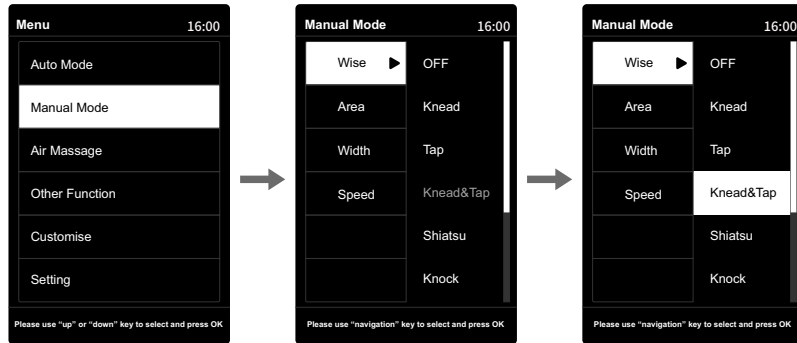 Menu 16:00
Auto Mode
Manual Mode
Air Massage
Other Function
Customise
Setting
Please use “up” or “down” key to select and press OK
Manual Mode 16:00
Wise OFF
Area Knead
Width Tap
Speed Knead&Tap
Shiatsu
Knock
Please use “navigation” key to select and press OK
Manual Mode 16:00
Wise OFF
Area Knead
Width Tap
Speed Knead&Tap
Shiatsu
Knock
Please use “navigation” key to select and press OK